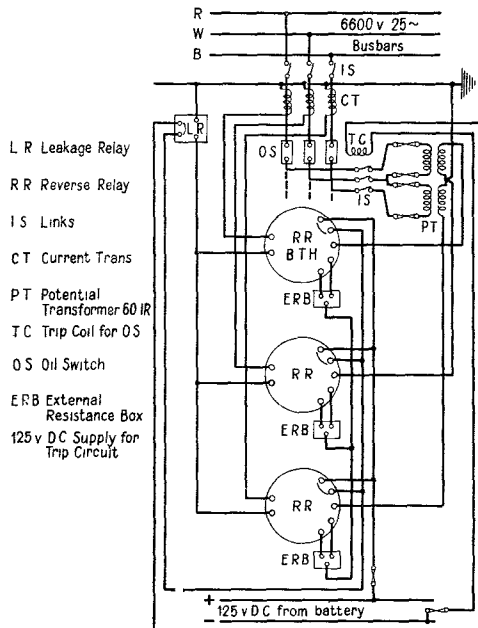 R
W
B
6600 v 25~
Busbars
IS
CT
LR
TC
OS
IS
PT
L R Leakage Relay
R R Reverse Relay
I S Links
C T Current Trans
P T Potential
Transformer 60 IR
T C Trip Coil for OS
O S Oil Switch
E R B External
Resistance Box
125 v D C Supply for
Trip Circuit
RR
BTH
ERB
RR
ERB
RR
ERB
+ 125 v DC from battery
−